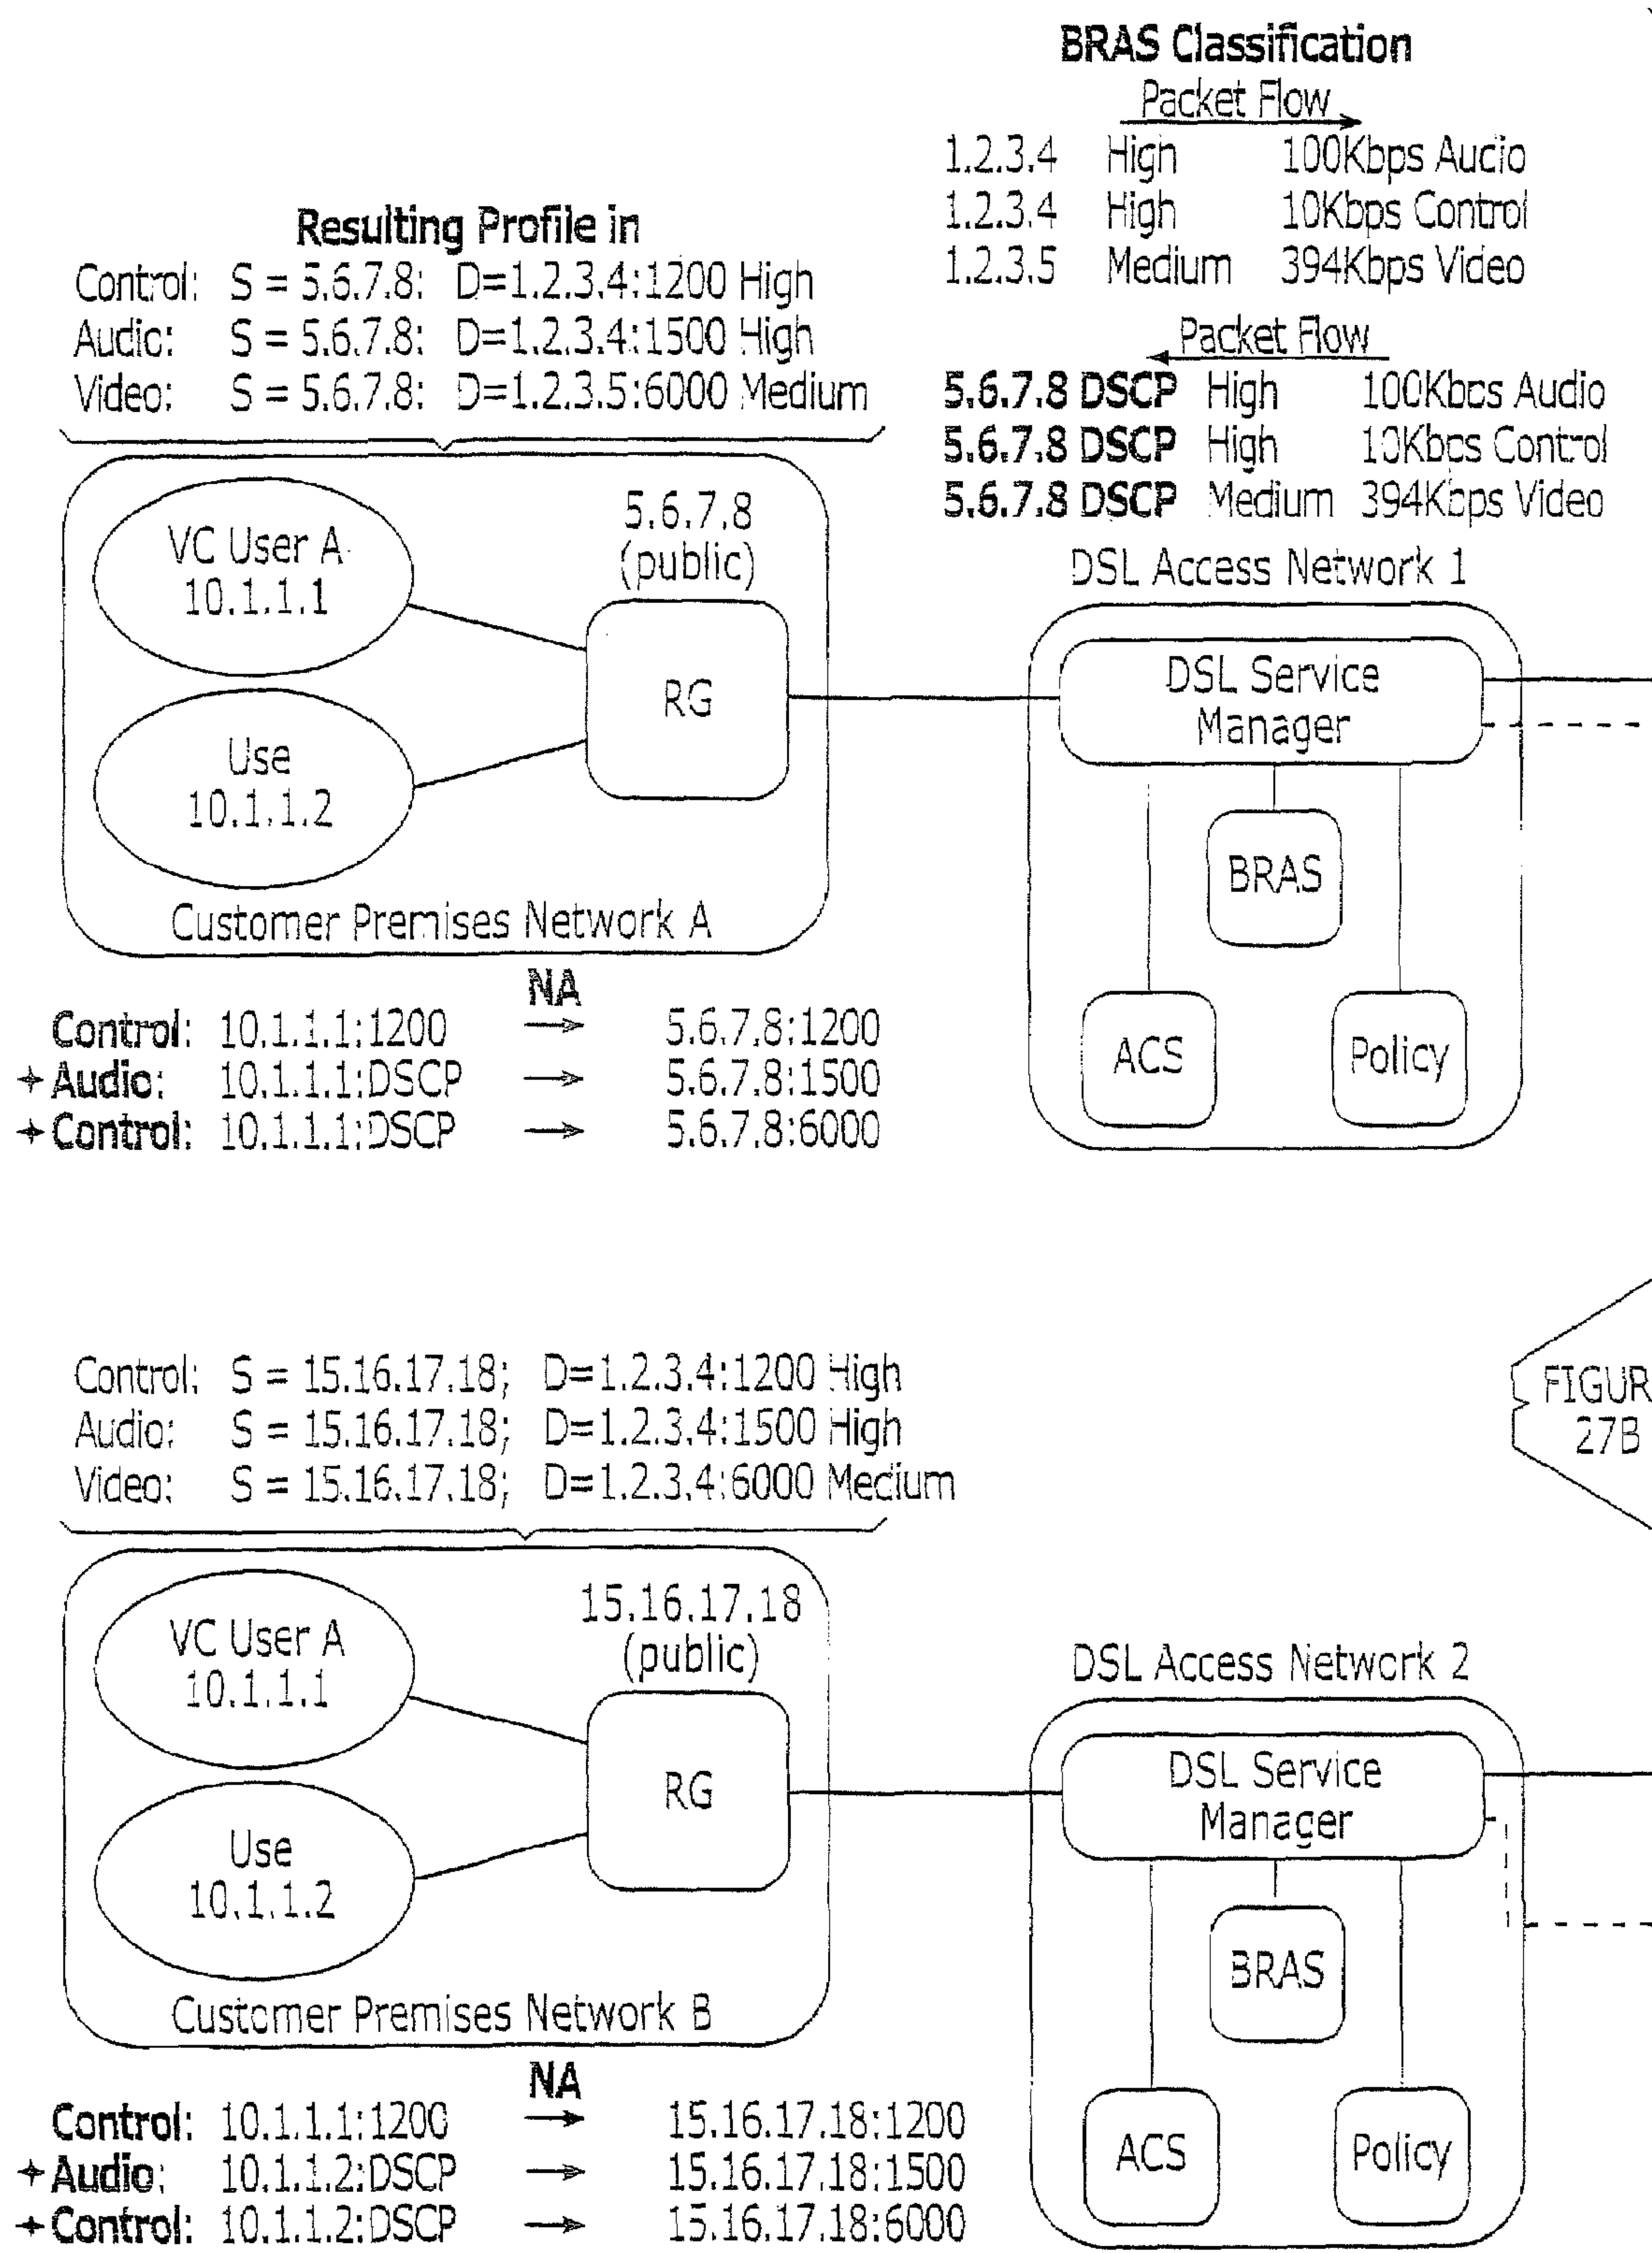 BRAS Classification
Packet Flow
1.2.3.4 High 100Kbps Audio
1.2.3.4 High 10Kbps Control
1.2.3.5 Medium 394Kbps Video
Packet Flow
5.6.7.8 DSCP High 100Kbps Audio
5.6.7.8 DSCP High 10Kbps Control
5.6.7.8 DSCP Medium 394Kbps Video
Resulting Profile in
Control: S = 5.6.7.8; D=1.2.3.4:1200 High
Audio: S = 5.6.7.8; D=1.2.3.4:1500 High
Video: S = 5.6.7.8; D=1.2.3.5:6000 Medium
VC User A
10.1.1.1
Use
10.1.1.2
5.6.7.8
(public)
RG
Customer Premises Network A
DSL Access Network 1
DSL Service
Manager
BRAS
ACS
Policy
NA
Control: 10.1.1.1:1200 → 5.6.7.8:1200
+Audio: 10.1.1.1:DSCP → 5.6.7.8:1500
+Control: 10.1.1.1:DSCP → 5.6.7.8:6000
FIGUR
27B
Control: S = 15.16.17.18; D=1.2.3.4:1200 High
Audio: S = 15.16.17.18; D=1.2.3.4:1500 High
Video: S = 15.16.17.18; D=1.2.3.4:6000 Medium
VC User A
10.1.1.1
Use
10.1.1.2
15.16.17.18
(public)
RG
Customer Premises Network B
DSL Access Network 2
DSL Service
Manager
BRAS
ACS
Policy
NA
Control: 10.1.1.1:1200 → 15.16.17.18:1200
+Audio: 10.1.1.2:DSCP → 15.16.17.18:1500
+Control: 10.1.1.2:DSCP → 15.16.17.18:6000